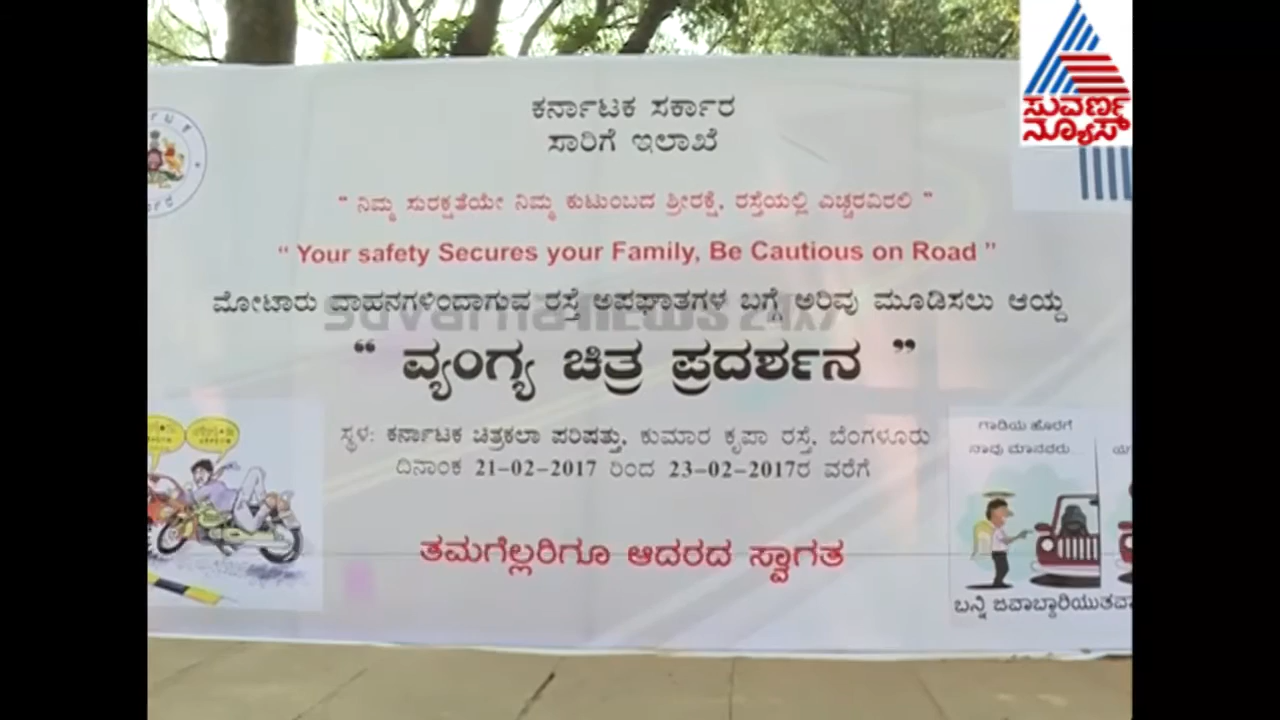 ಸುವರ್ಣ
ನ್ಯೂಸ್
ಕರ್ನಾಟಕ ಸರ್ಕಾರ
ಸಾರಿಗೆ ಇಲಾಖೆ
" ನಿಮ್ಮ ಸುರಕ್ಷತೆಯೇ ನಿಮ್ಮ ಕುಟುಂಬದ ಶ್ರೀರಕ್ಷೆ, ರಸ್ತೆಯಲ್ಲಿ ಎಚ್ಚರವಿರಲಿ "
" Your safety Secures your Family, Be Cautious on Road "
ಮೋಟಾರು ವಾಹನಗಳಿಂದಾಗುವ ರಸ್ತೆ ಅಪಘಾತಗಳ ಬಗ್ಗೆ ಅರಿವು ಮೂಡಿಸಲು ಆಯ್ದ
suvarna news 24x7
" ವ್ಯಂಗ್ಯ ಚಿತ್ರ ಪ್ರದರ್ಶನ "
ಸ್ಥಳ: ಕರ್ನಾಟಕ ಚಿತ್ರಕಲಾ ಪರಿಷತ್ತು, ಕುಮಾರ ಕೃಪಾ ರಸ್ತೆ, ಬೆಂಗಳೂರು
ದಿನಾಂಕ 21-02-2017 ರಿಂದ 23-02-2017ರ ವರೆಗೆ
ತಮಗೆಲ್ಲರಿಗೂ ಆದರದ ಸ್ವಾಗತ
ಗಾಡಿಯ ಹೊರಗೆ
ನಾವು ಮಾನವರು...
ಬನ್ನಿ ಜವಾಬ್ದಾರಿಯುತವಾ